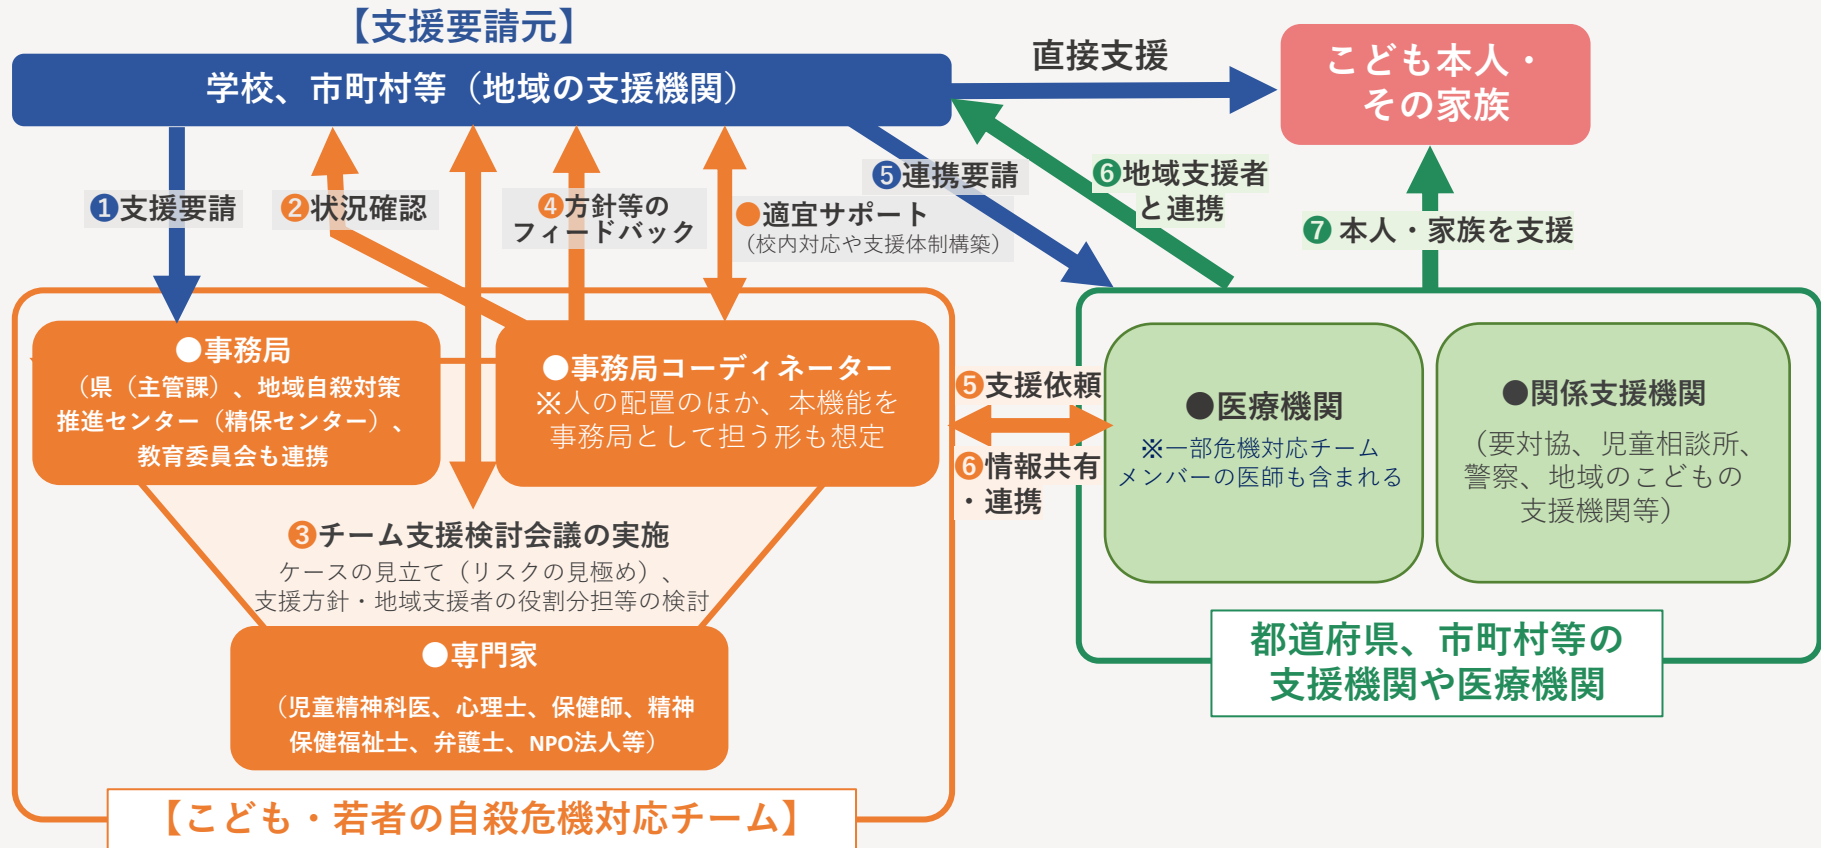 【支援要請元】
学校、市町村等（地域の支援機関）
直接支援
こども本人・
その家族
❶支援要請
❷状況確認
❹方針等の
フィードバック
●適宜サポート
（校内対応や支援体制構築）
❺連携要請
❻地域支援者
と連携
❼ 本人・家族を支援
●事務局
（県（主管課）、地域自殺対策
推進センター（精保センター）、
教育委員会も連携
●事務局コーディネーター
※人の配置のほか、本機能を
事務局として担う形も想定
❺支援依頼
❻情報共有
・連携
❸チーム支援検討会議の実施
ケースの見立て（リスクの見極め）、
支援方針・地域支援者の役割分担等の検討
●専門家
（児童精神科医、心理士、保健師、精神
保健福祉士、弁護士、NPO法人等）
【こども・若者の自殺危機対応チーム】
●医療機関
※一部危機対応チーム
メンバーの医師も含まれる
●関係支援機関
（要対協、児童相談所、
警察、地域のこどもの
支援機関等）
都道府県、市町村等の
支援機関や医療機関